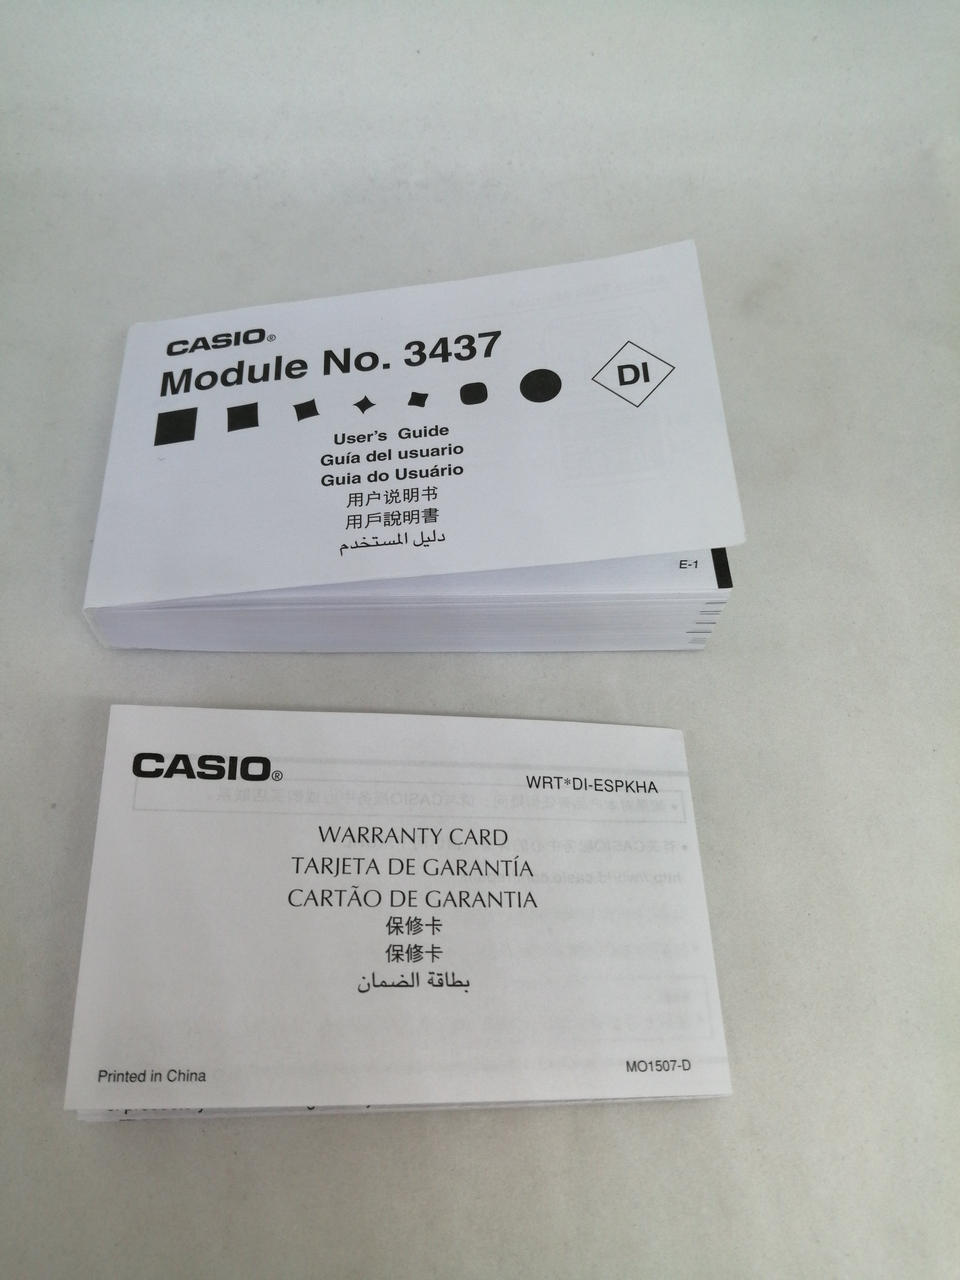 CASIO®
Module No. 3437
DI
User's Guide
Guía del usuario
Guia do Usuário
用户说明书
用戶說明書
دليل المستخدم
E-1
CASIO®
WRT*DI-ESPKHA
WARRANTY CARD
TARJETA DE GARANTÍA
CARTÃO DE GARANTIA
保修卡
保修卡
بطاقة الضمان
Printed in China
MO1507-D